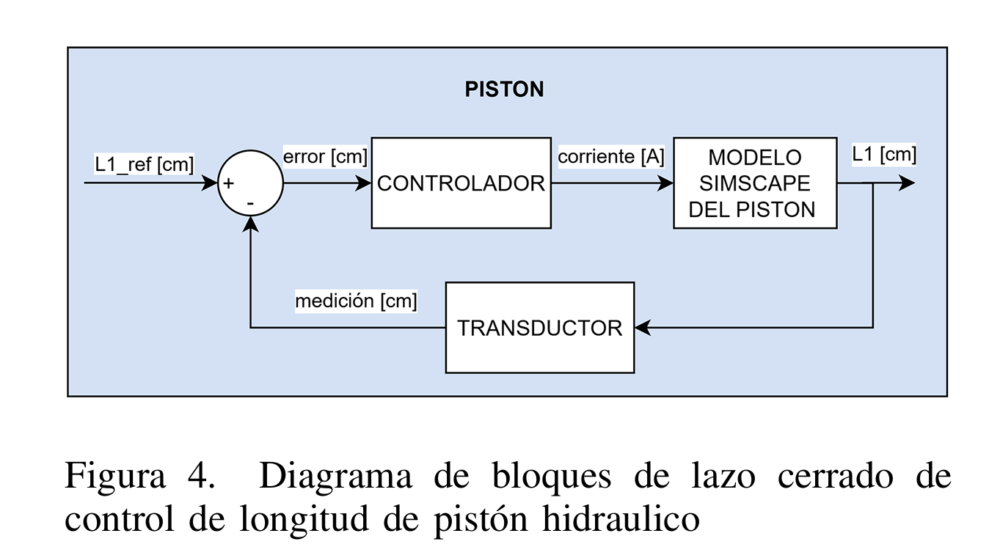 PISTON
L1_ref [cm]
+
-
error [cm]
CONTROLADOR
corriente [A]
MODELO
SIMSCAPE
DEL PISTON
L1 [cm]
medición [cm]
TRANSDUCTOR
Figura 4. Diagrama de bloques de lazo cerrado de
control de longitud de pistón hidraulico